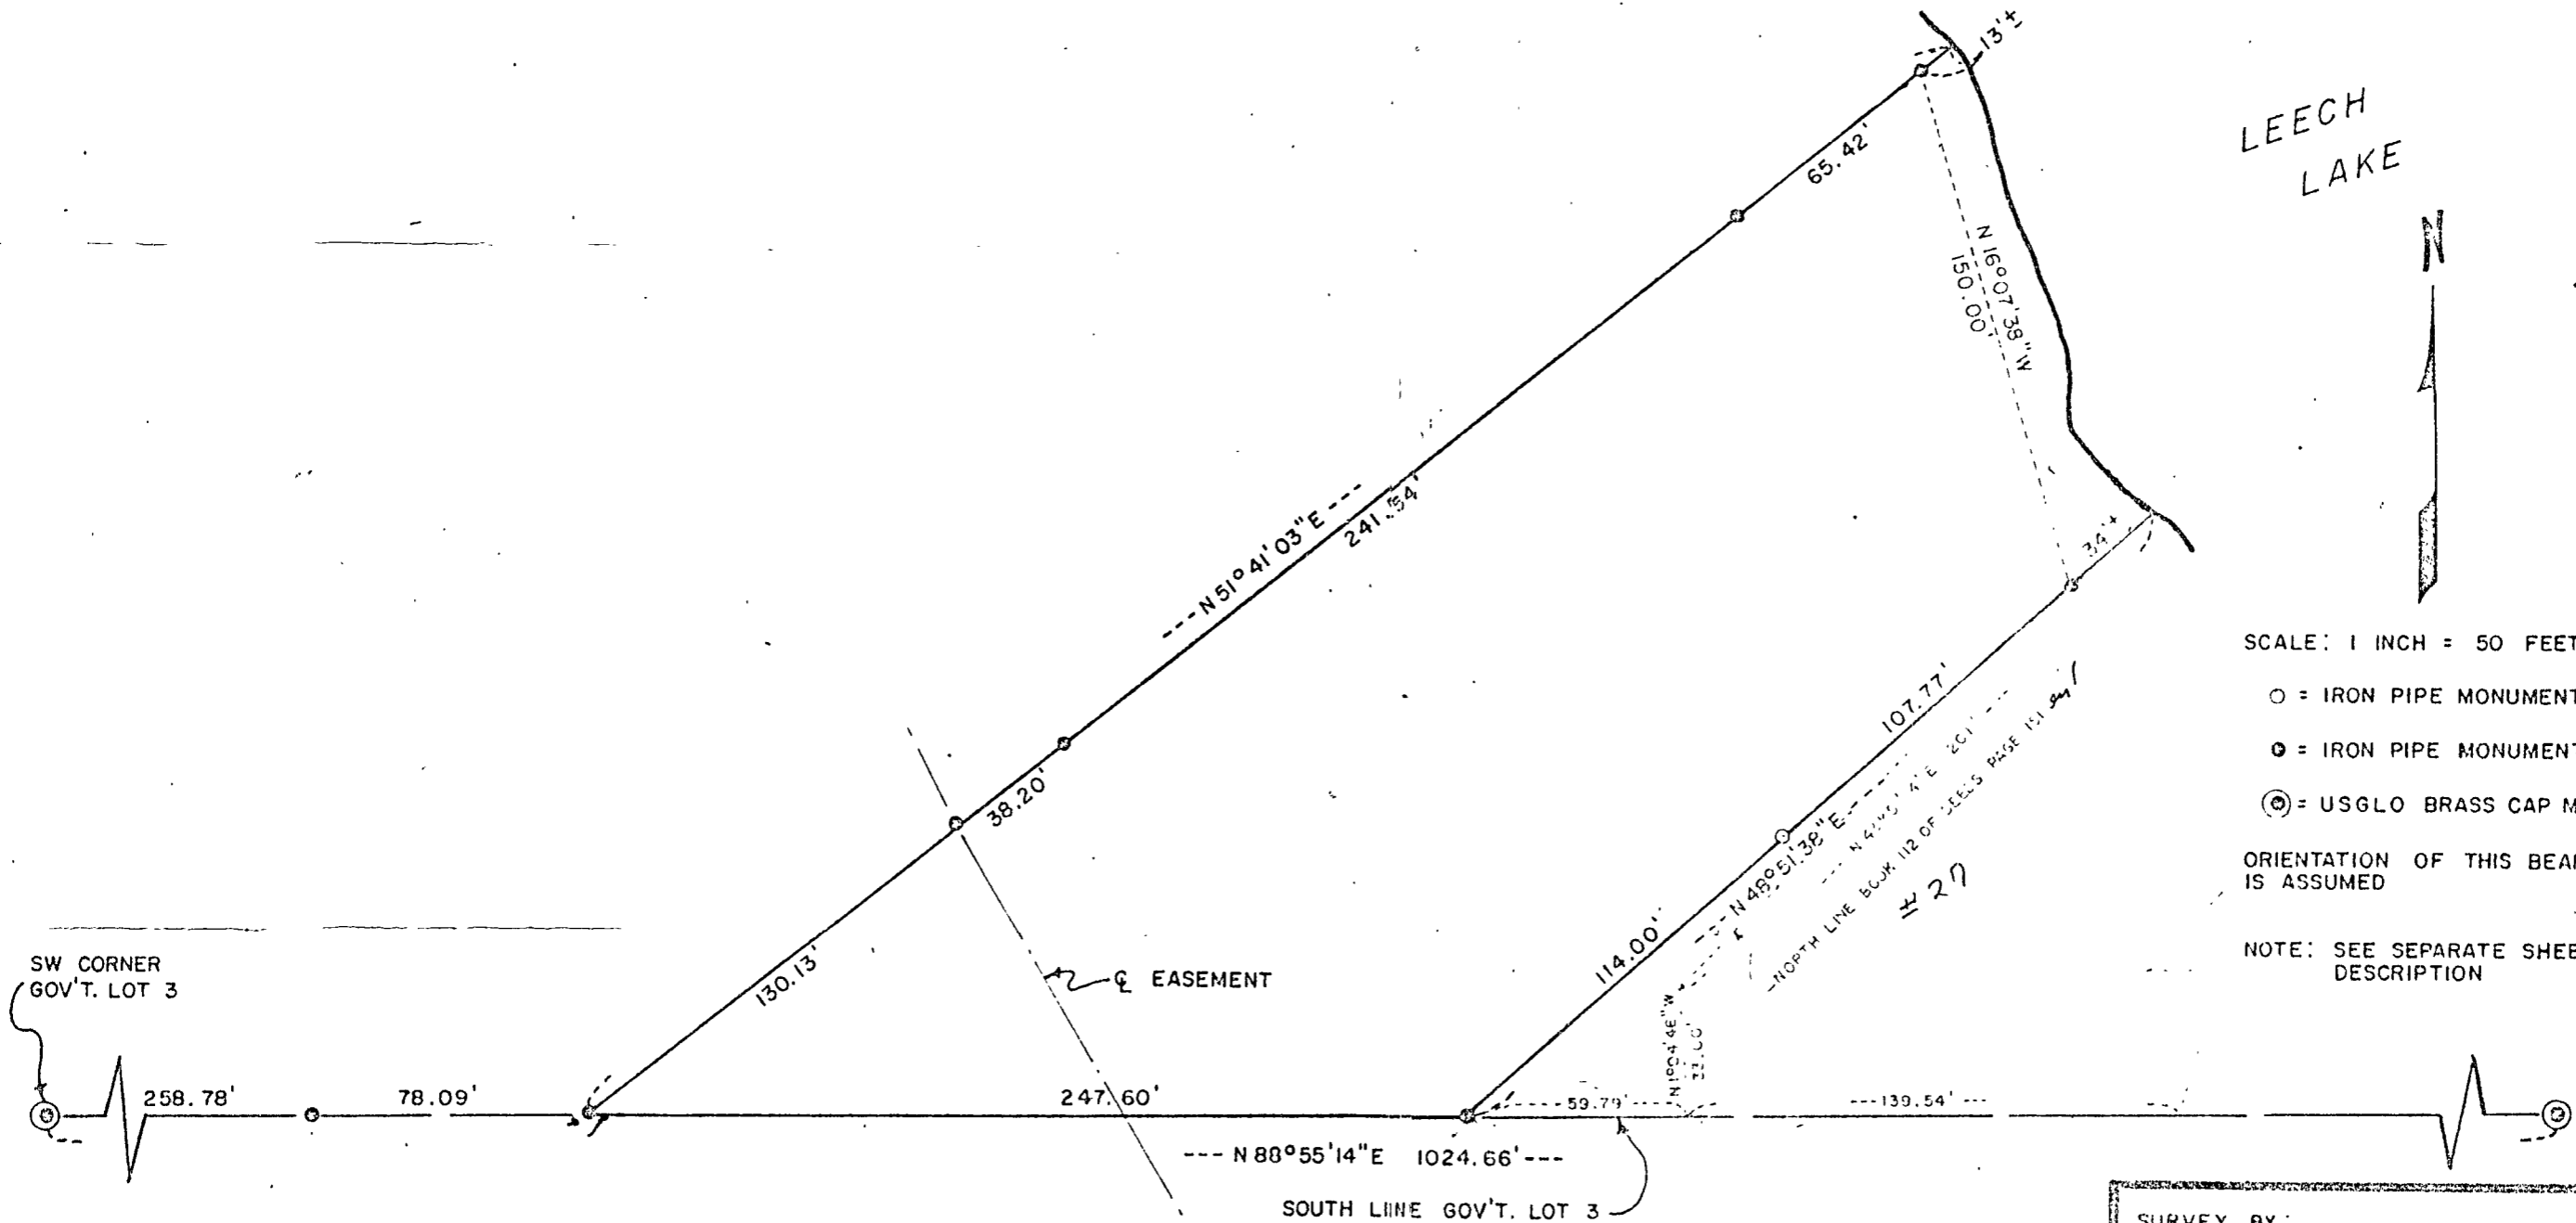 13'±
LEECH
LAKE
65.42'
N
N 16°07'38"W
150.00'
N 51° 41' 03" E
241.54'
34'±
SCALE: 1 INCH = 50 FEET
○ = IRON PIPE MONUMENT
= IRON PIPE MONUMENT
= USGLO BRASS CAP M
ORIENTATION OF THIS BEA
IS ASSUMED
NOTE: SEE SEPARATE SHEE
DESCRIPTION
107.77'
38.20'
N 48°51'38" E
201'
NORTH LINE BOOK 112 OF DEEDS PAGE 151
# 27
114.00'
130.13'
℄ EASEMENT
SW CORNER
GOV'T. LOT 3
33.00'
258.78'
78.09'
247.60'
59.79'
139.54'
N 88°55'14"E 1024.66'
SOUTH LINE GOV'T. LOT 3
SURVEY BY: